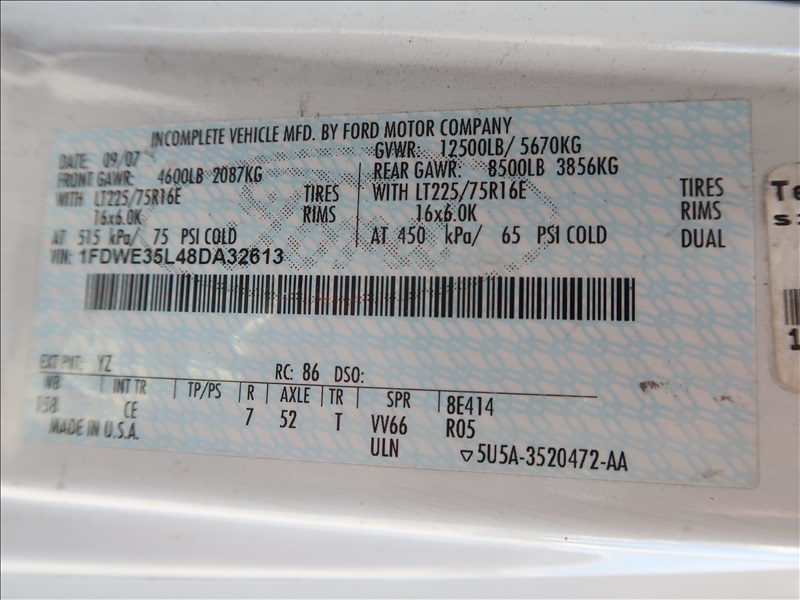 INCOMPLETE VEHICLE MFD. BY FORD MOTOR COMPANY
DATE: 09/07 GVWR: 12500LB/ 5670KG
FRONT GAWR: 4600LB 2087KG REAR GAWR: 8500LB 3856KG
WITH LT225/75R16E TIRES WITH LT225/75R16E TIRES
16x6.0K RIMS 16x6.0K RIMS
AT 515 kPa/ 75 PSI COLD AT 450 kPa/ 65 PSI COLD DUAL
VIN: 1FDWE35L48DA32613
EXT PNT: YZ RC: 86 DSO:
WB INT TR TP/PS R AXLE TR SPR
158 CE 7 52 T VV66 8E414
MADE IN U.S.A. ULN R05
▽5U5A-3520472-AA
Te